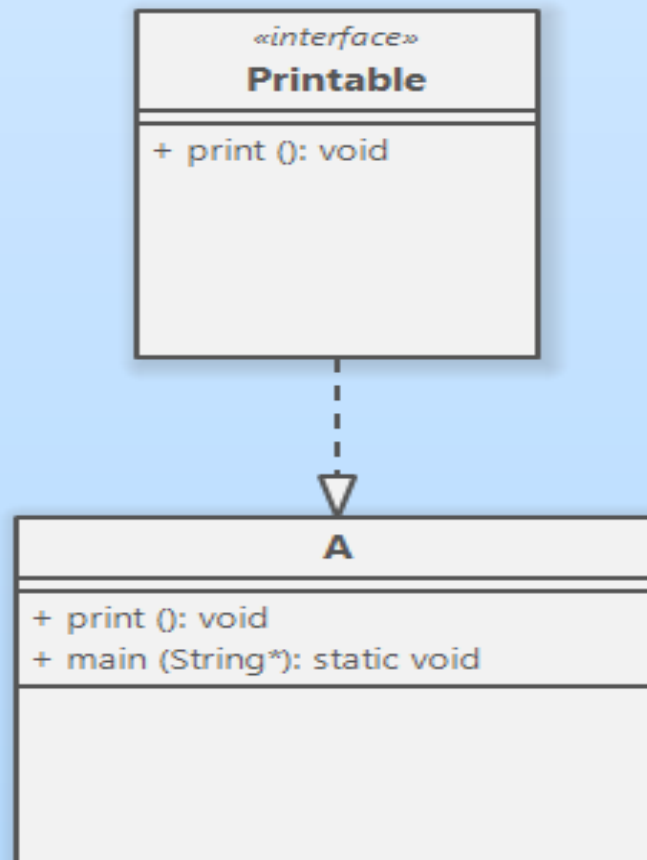 «interface»
Printable
+ print (): void
A
+ print (): void
+ main (String*): static void